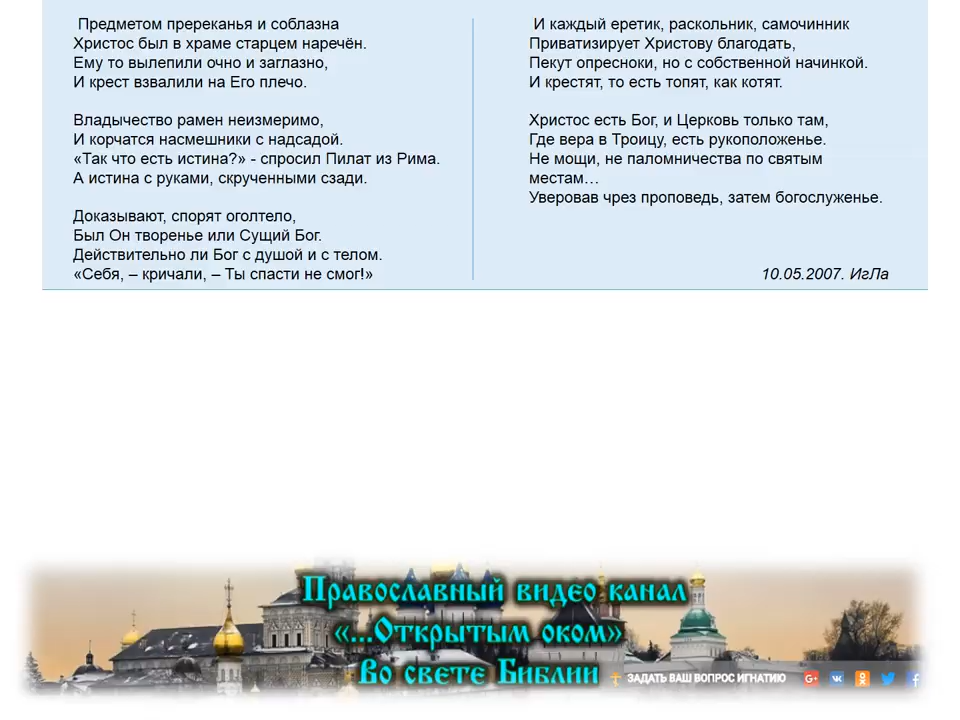 Предметом пререканья и соблазна
Христос был в храме старцем наречён.
Ему то вылепили очно и заглазно,
И крест взвалили на Его плечо.

Владычество рамен неизмеримо,
И корчатся насмешники с надсадой.
«Так что есть истина?» - спросил Пилат из Рима.
А истина с руками, скрученными сзади.

Доказывают, спорят оголтело,
Был Он творенье или Сущий Бог.
Действительно ли Бог с душой и с телом.
«Себя, – кричали, – Ты спасти не смог!»

И каждый еретик, раскольник, самочинник
Приватизирует Христову благодать,
Пекут опресноки, но с собственной начинкой.
И крестят, то есть топят, как котят.

Христос есть Бог, и Церковь только там,
Где вера в Троицу, есть рукоположенье.
Не мощи, не паломничества по святым
местам…
Уверовав чрез проповедь, затем богослуженье.

10.05.2007. ИгЛа

Православный видео канал
«...Открытым оком»
Во свете Библии
ЗАДАТЬ ВАШ ВОПРОС ИГНАТИЮ